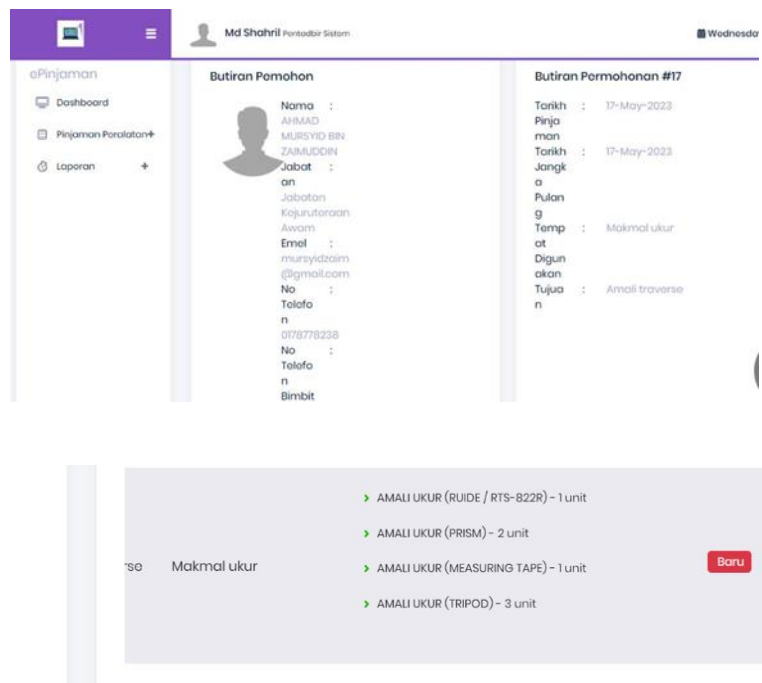 Md Shahril Pentadbir Sistem
Wednesday
ePinjaman
Dashboard
Pinjaman Peralatan+
Laporan +
Butiran Pemohon
Nama :
AHMAD
MURSYID BIN
ZAIMUDDIN
Jabat :
an
Jabatan
Kejuruteraan
Awam
Emel :
mursyidzaim
@gmail.com
No :
Telefo
n
0178778238
No :
Telefo
n
Bimbit
Butiran Permohonan #17
Tarikh : 17-May-2023
Pinja
man
Tarikh : 17-May-2023
Jangk
a
Pulan
g
Temp : Makmal ukur
at
Digun
akan
Tujua : Amali traverse
n
rse Makmal ukur
> AMALI UKUR (RUIDE / RTS-822R) - 1 unit
> AMALI UKUR (PRISM) - 2 unit
> AMALI UKUR (MEASURING TAPE) - 1 unit
> AMALI UKUR (TRIPOD) - 3 unit
Baru